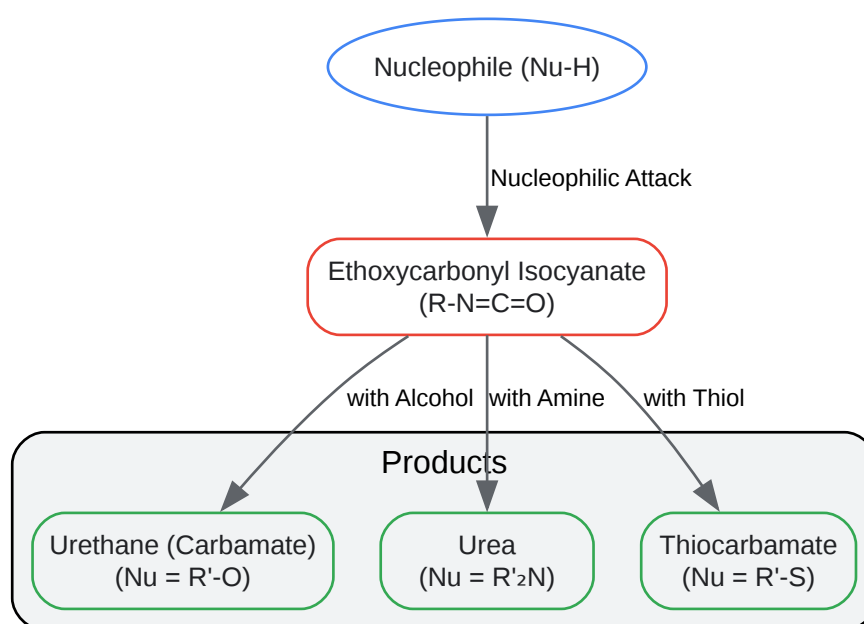 Nucleophile (Nu-H)
Nucleophilic Attack
Ethoxycarbonyl Isocyanate
(R-N=C=O)
with Alcohol
with Amine
with Thiol
Products
Urethane (Carbamate)
(Nu = R'-O)
Urea
(Nu = R'₂N)
Thiocarbamate
(Nu = R'-S)